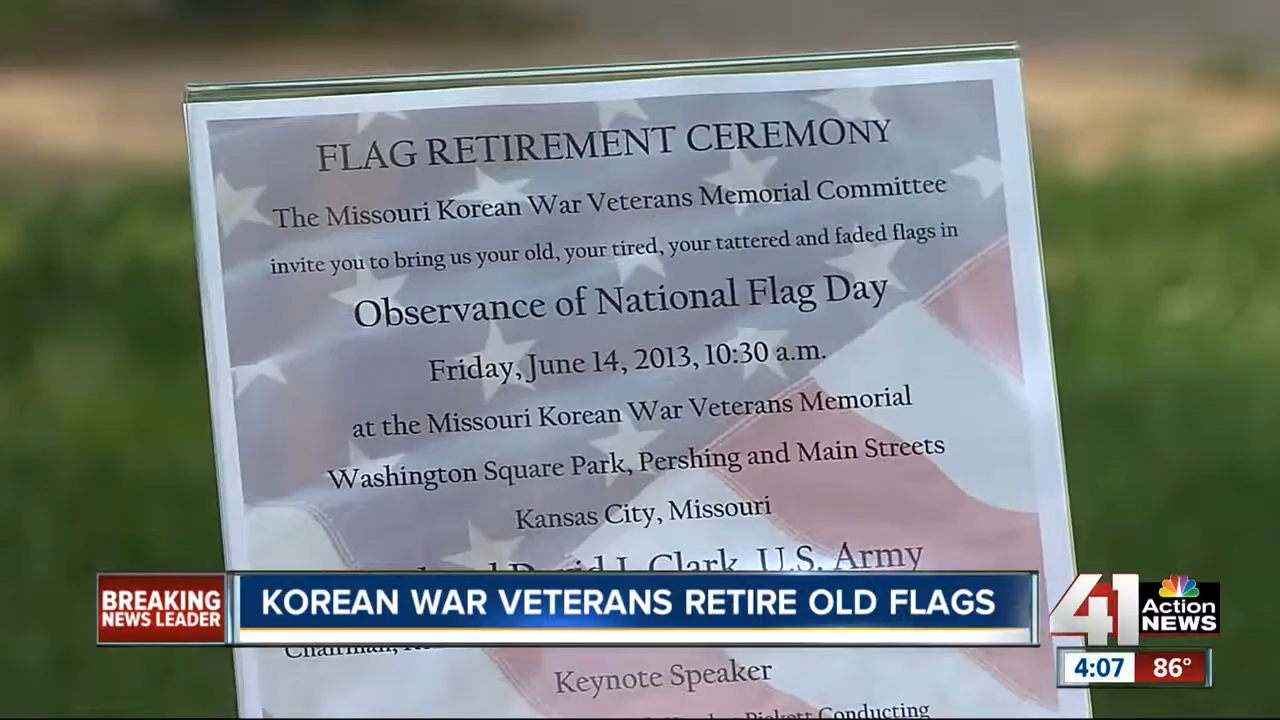 FLAG RETIREMENT CEREMONY
The Missouri Korean War Veterans Memorial Committee
invite you to bring us your old, your tired, your tattered and faded flags in
Observance of National Flag Day
Friday, June 14, 2013, 10:30 a.m.
at the Missouri Korean War Veterans Memorial
Washington Square Park, Pershing and Main Streets
Kansas City, Missouri
David J. Clark, U.S. Army
BREAKING
NEWS LEADER
KOREAN WAR VETERANS RETIRE OLD FLAGS
41 Action
NEWS
Chairman,
4:07 86°
Keynote Speaker
Conducting